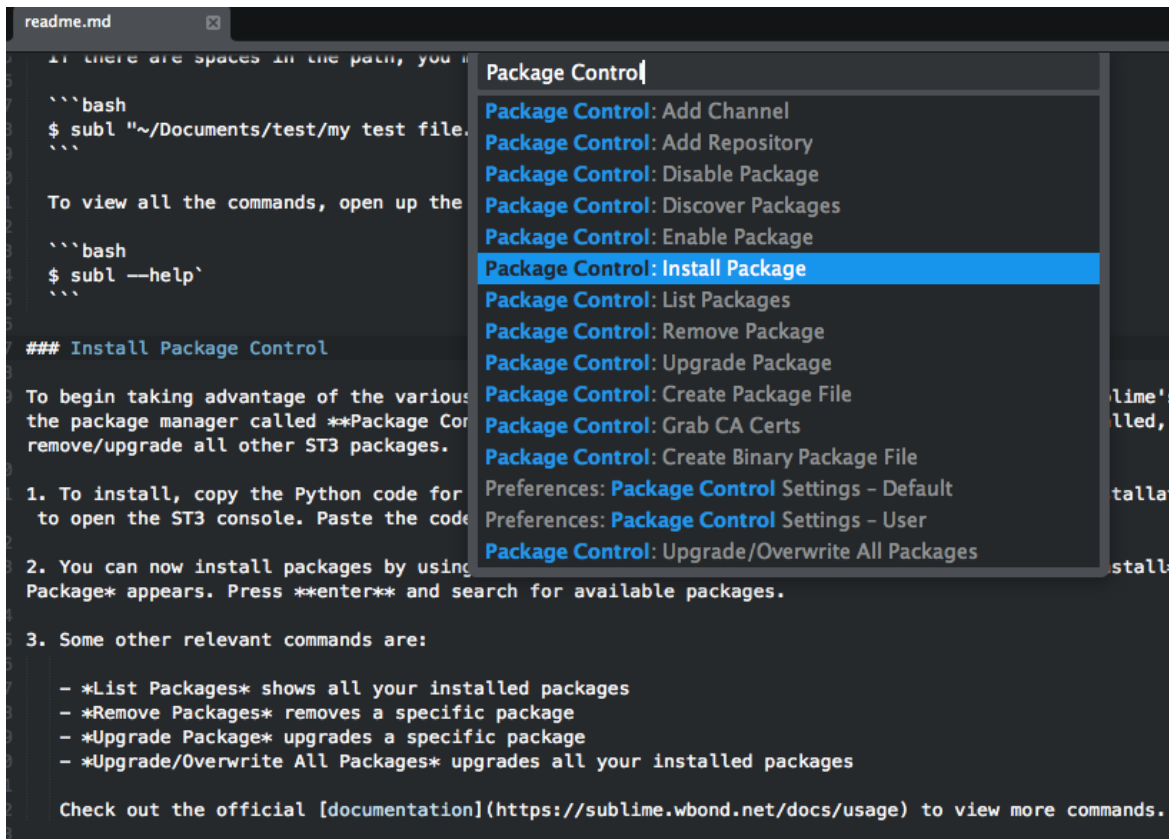 readme.md
If there are spaces in the path, you
Package Control
```bash
$ subl "~/Documents/test/my test file.
```
To view all the commands, open up the
```bash
$ subl --help`
```
### Install Package Control
To begin taking advantage of the various
the package manager called **Package Con
remove/upgrade all other ST3 packages.
1. To install, copy the Python code for
to open the ST3 console. Paste the code
2. You can now install packages by using
Package* appears. Press **enter** and search for available packages.
3. Some other relevant commands are:
- *List Packages* shows all your installed packages
- *Remove Packages* removes a specific package
- *Upgrade Package* upgrades a specific package
- *Upgrade/Overwrite All Packages* upgrades all your installed packages
Check out the official [documentation](https://sublime.wbond.net/docs/usage) to view more commands.
Package Control: Add Channel
Package Control: Add Repository
Package Control: Disable Package
Package Control: Discover Packages
Package Control: Enable Package
Package Control: Install Package
Package Control: List Packages
Package Control: Remove Package
Package Control: Upgrade Package
Package Control: Create Package File
Package Control: Grab CA Certs
Package Control: Create Binary Package File
Preferences: Package Control Settings – Default
Preferences: Package Control Settings – User
Package Control: Upgrade/Overwrite All Packages